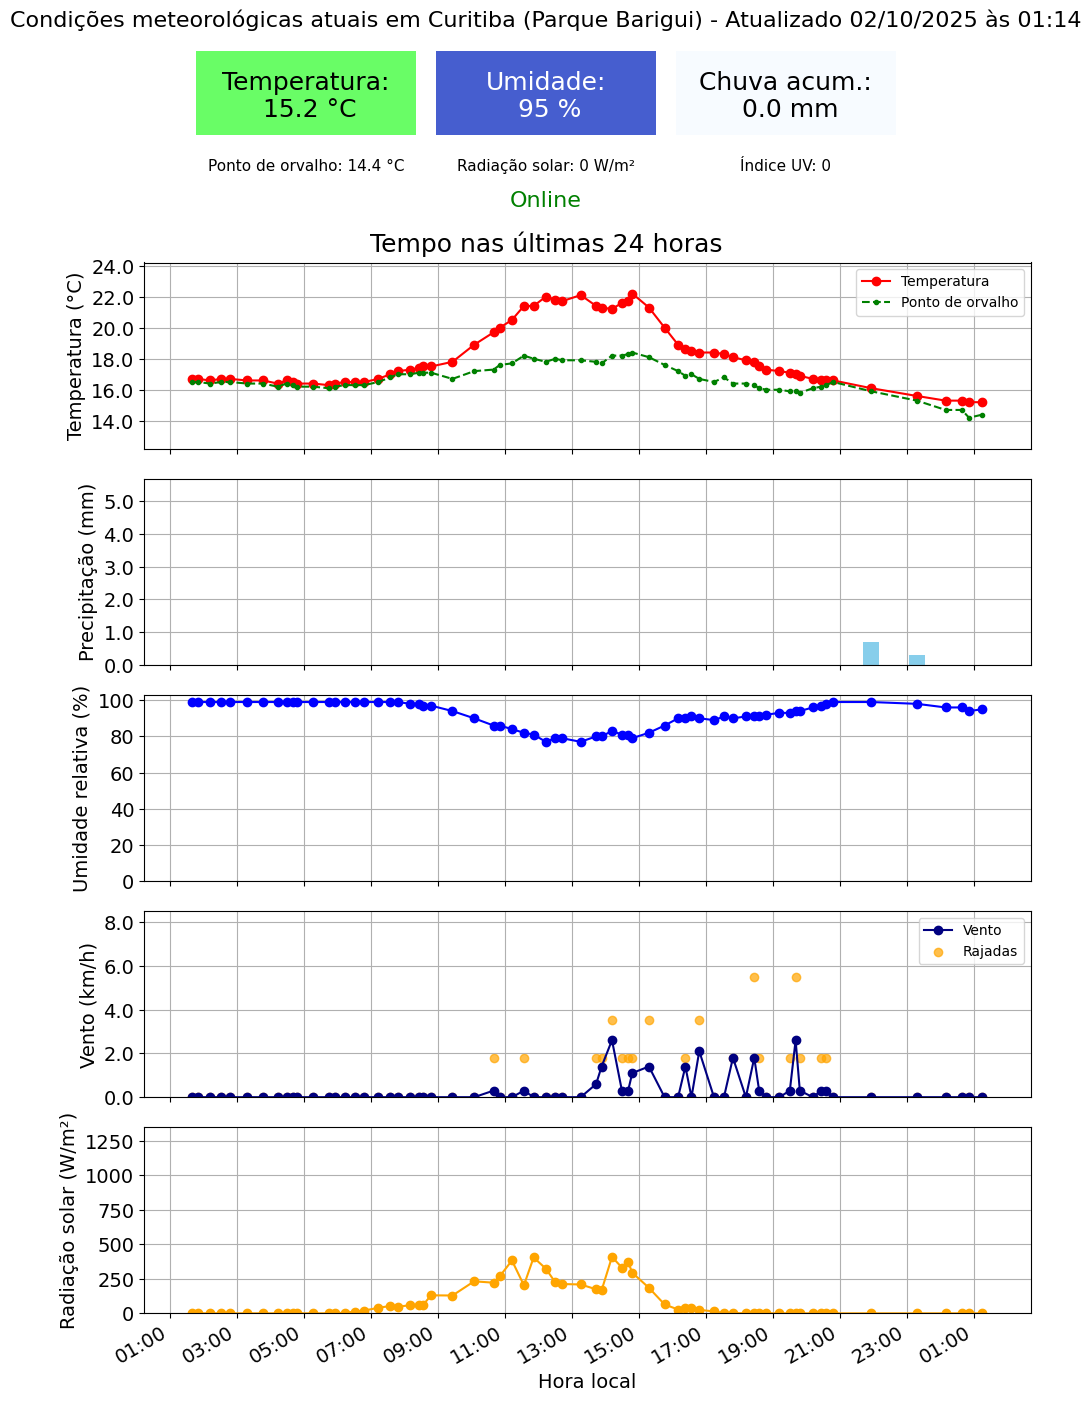 Condições meteorológicas atuais em Curitiba (Parque Barigui) - Atualizado 02/10/2025 às 01:14
Temperatura:
15.2 °C
Umidade:
95 %
Chuva acum.:
0.0 mm
Ponto de orvalho: 14.4 °C
Radiação solar: 0 W/m²
Índice UV: 0
Online
Tempo nas últimas 24 horas
Temperatura (°C)
24.0
22.0
20.0
18.0
16.0
14.0
Temperatura
Ponto de orvalho
Precipitação (mm)
5.0
4.0
3.0
2.0
1.0
0.0
Umidade relativa (%)
100
80
60
40
20
0
Vento (km/h)
8.0
6.0
4.0
2.0
0.0
Vento
Rajadas
Radiação solar (W/m²)
1250
1000
750
500
250
0
01:00
03:00
05:00
07:00
09:00
11:00
13:00
15:00
17:00
19:00
21:00
23:00
01:00
Hora local